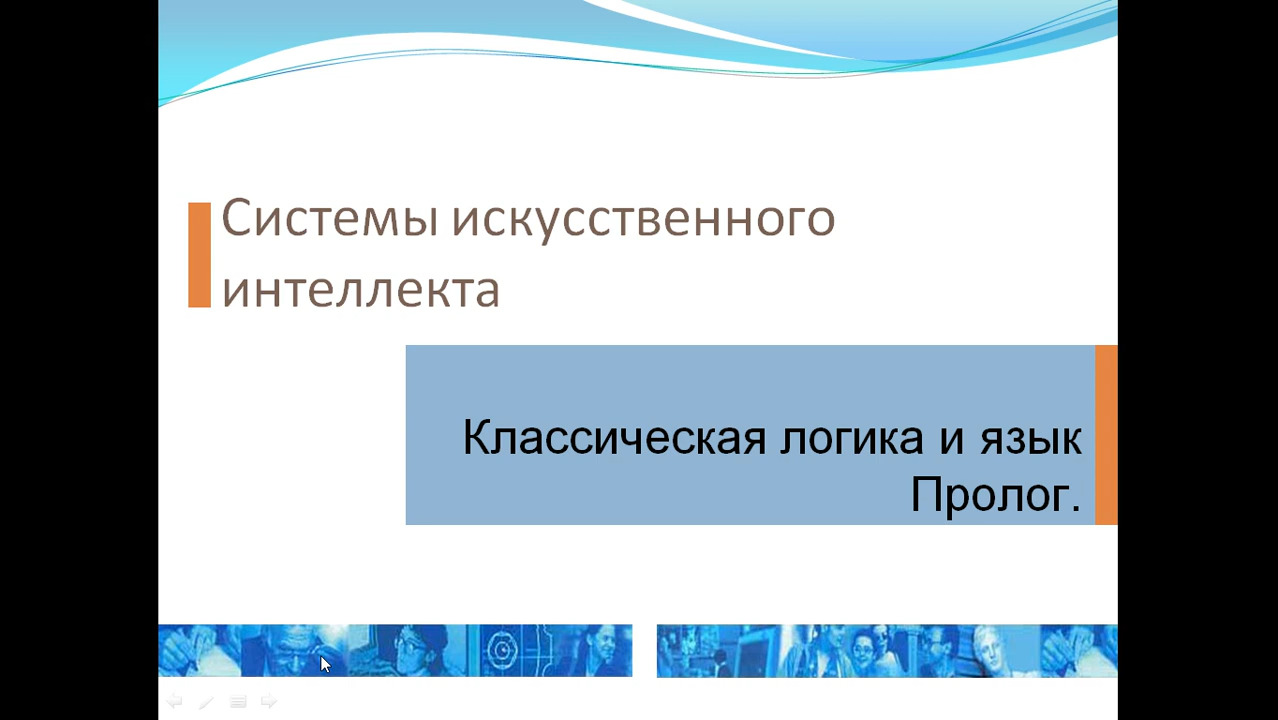 Системы искусственного
интеллекта
Классическая логика и язык
Пролог.